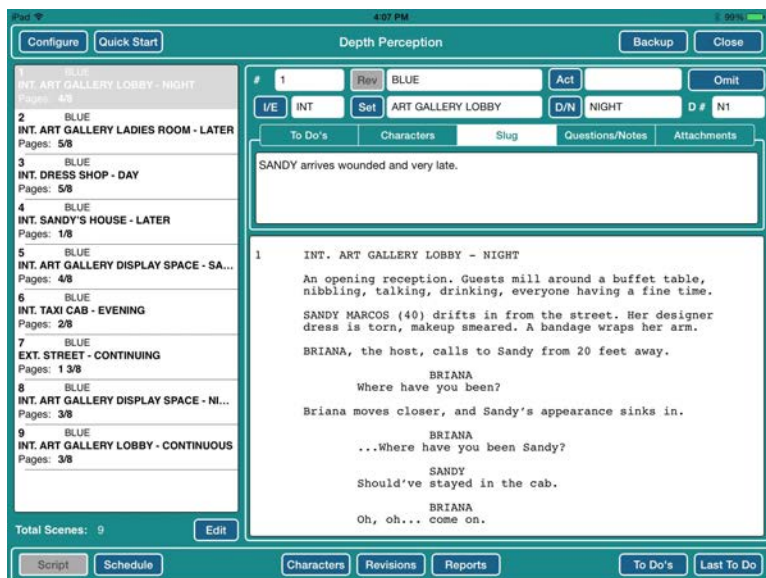 iPad 4:07 PM 99%
Configure Quick Start Depth Perception Backup Close
1 BLUE
INT. ART GALLERY LOBBY - NIGHT
Pages: 4/8
2 BLUE
INT. ART GALLERY LADIES ROOM - LATER
Pages: 5/8
3 BLUE
INT. DRESS SHOP - DAY
Pages: 5/8
4 BLUE
INT. SANDY'S HOUSE - LATER
Pages: 1/8
5 BLUE
INT. ART GALLERY DISPLAY SPACE - SA...
Pages: 4/8
6 BLUE
INT. TAXI CAB - EVENING
Pages: 2/8
7 BLUE
EXT. STREET - CONTINUING
Pages: 1 3/8
8 BLUE
INT. ART GALLERY DISPLAY SPACE - NI...
Pages: 3/8
9 BLUE
INT. ART GALLERY LOBBY - CONTINUOUS
Pages: 3/8
Total Scenes: 9 Edit
# 1 Rev BLUE Act Omit
I/E INT Set ART GALLERY LOBBY D/N NIGHT D # N1
To Do's Characters Slug Questions/Notes Attachments
SANDY arrives wounded and very late.
1 INT. ART GALLERY LOBBY - NIGHT
An opening reception. Guests mill around a buffet table,
nibbling, talking, drinking, everyone having a fine time.
SANDY MARCOS (40) drifts in from the street. Her designer
dress is torn, makeup smeared. A bandage wraps her arm.
BRIANA, the host, calls to Sandy from 20 feet away.
BRIANA
Where have you been?
Briana moves closer, and Sandy's appearance sinks in.
BRIANA
...Where have you been Sandy?
SANDY
Should've stayed in the cab.
BRIANA
Oh, oh... come on.
Script Schedule Characters Revisions Reports To Do's Last To Do